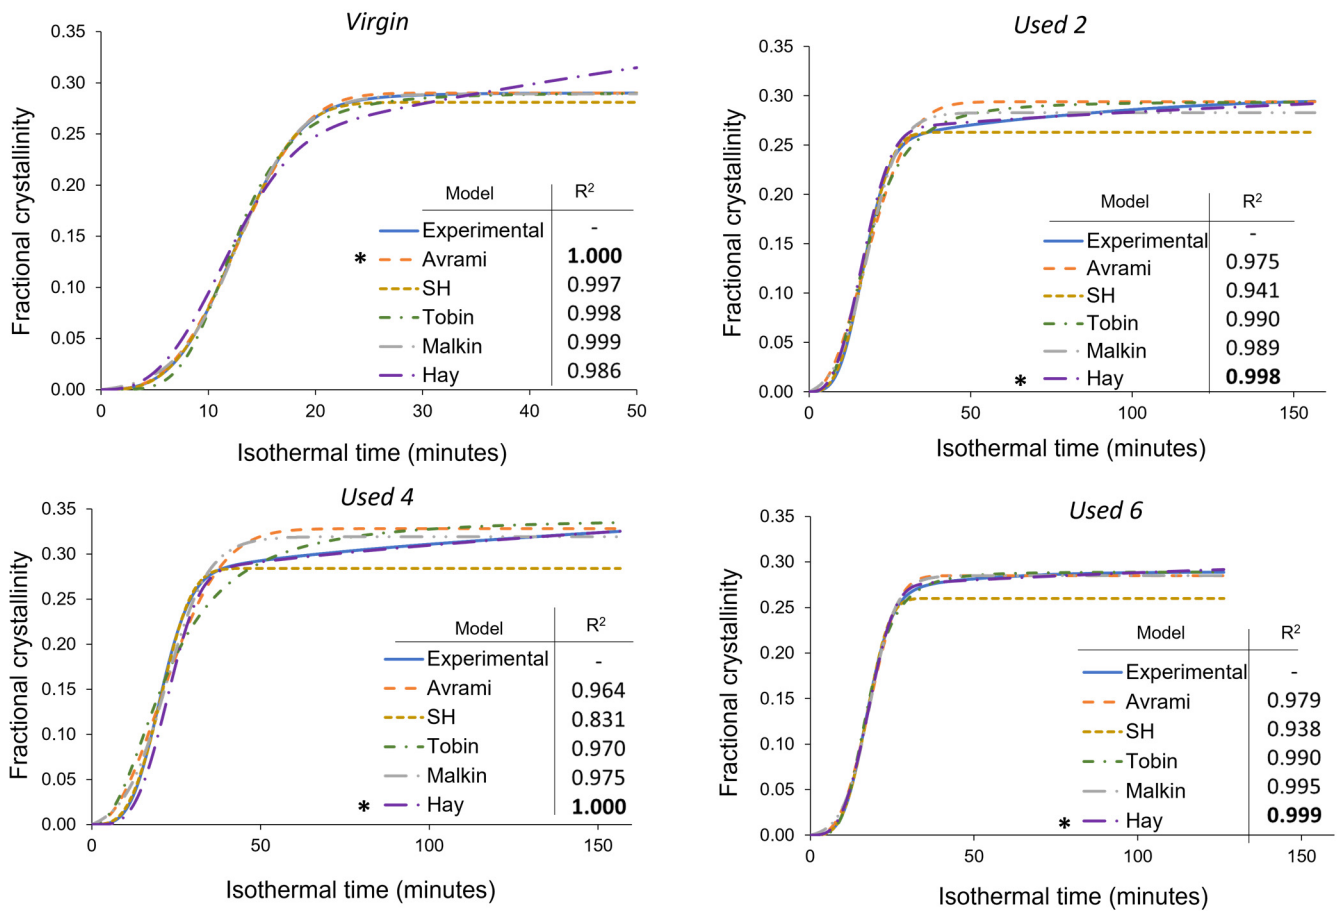 Virgin
0.35
0.30
0.25
0.20
0.15
0.10
0.05
0.00
Fractional crystallinity
0 10 20 30 40 50
Isothermal time (minutes)
Model R²
Experimental -
* Avrami 1.000
SH 0.997
Tobin 0.998
Malkin 0.999
Hay 0.986
Used 2
0.35
0.30
0.25
0.20
0.15
0.10
0.05
0.00
Fractional crystallinity
0 50 100 150
Isothermal time (minutes)
Model R²
Experimental -
Avrami 0.975
SH 0.941
Tobin 0.990
Malkin 0.989
* Hay 0.998
Used 4
0.35
0.30
0.25
0.20
0.15
0.10
0.05
0.00
Fractional crystallinity
0 50 100 150
Isothermal time (minutes)
Model R²
Experimental -
Avrami 0.964
SH 0.831
Tobin 0.970
Malkin 0.975
* Hay 1.000
Used 6
0.35
0.30
0.25
0.20
0.15
0.10
0.05
0.00
Fractional crystallinity
0 50 100 150
Isothermal time (minutes)
Model R²
Experimental -
Avrami 0.979
SH 0.938
Tobin 0.990
Malkin 0.995
* Hay 0.999